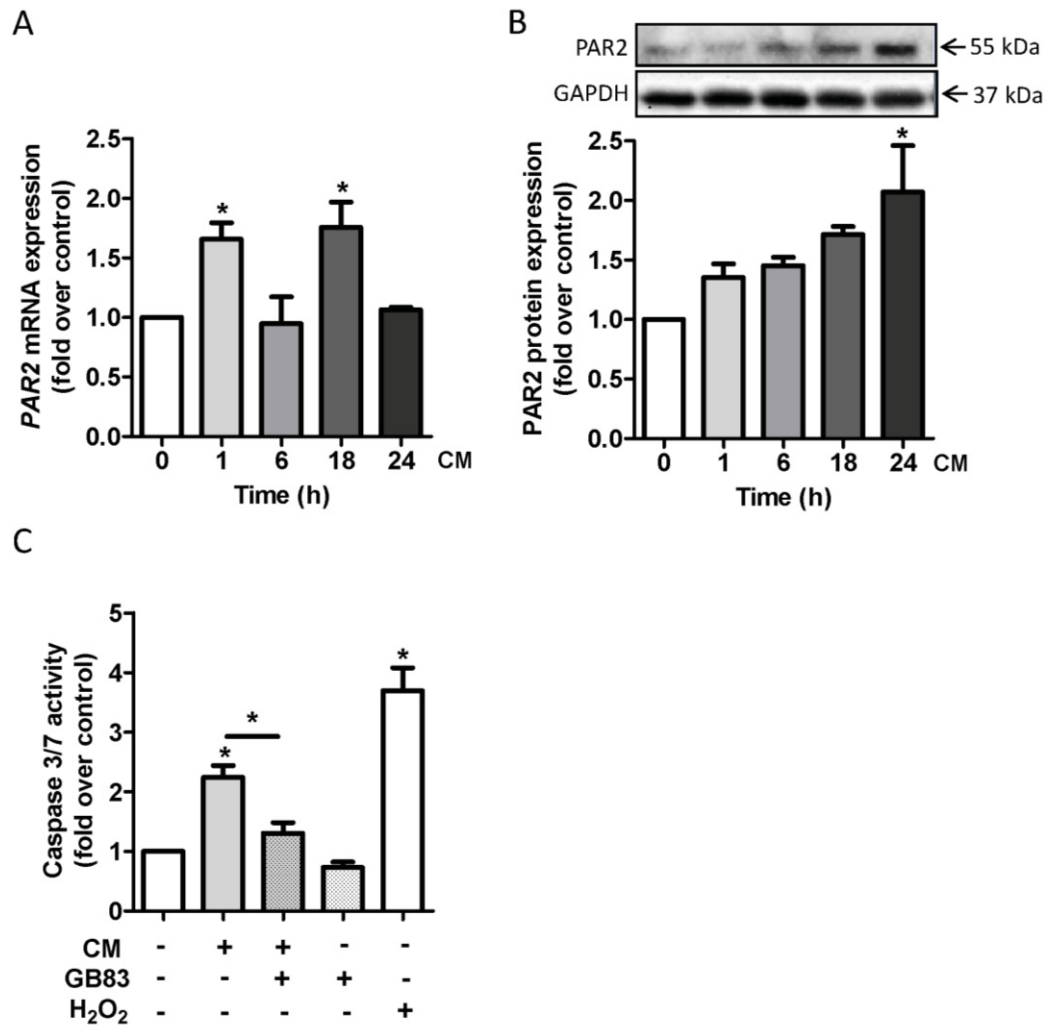 A
PAR2 mRNA expression
(fold over control)
2.5
2.0
1.5
1.0
0.5
0.0
*
*
0 1 6 18 24 CM
Time (h)
B
PAR2 ← 55 kDa
GAPDH ← 37 kDa
PAR2 protein expression
(fold over control)
2.5
2.0
1.5
1.0
0.5
0.0
*
0 1 6 18 24 CM
Time (h)
C
Caspase 3/7 activity
(fold over control)
5
4
3
2
1
0
*
*
*
CM - + + - -
GB83 - - + + -
H₂O₂ - - - - +